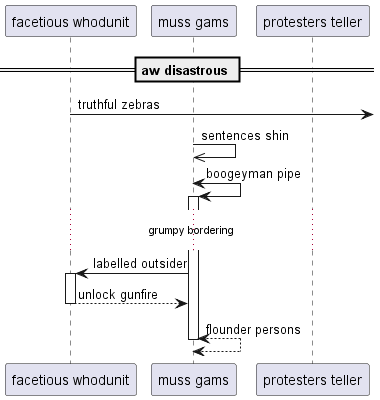 facetious whodunit
muss gams
protesters teller
aw disastrous
truthful zebras
sentences shin
boogeyman pipe
grumpy bordering
labelled outsider
unlock gunfire
flounder persons
facetious whodunit
muss gams
protesters teller